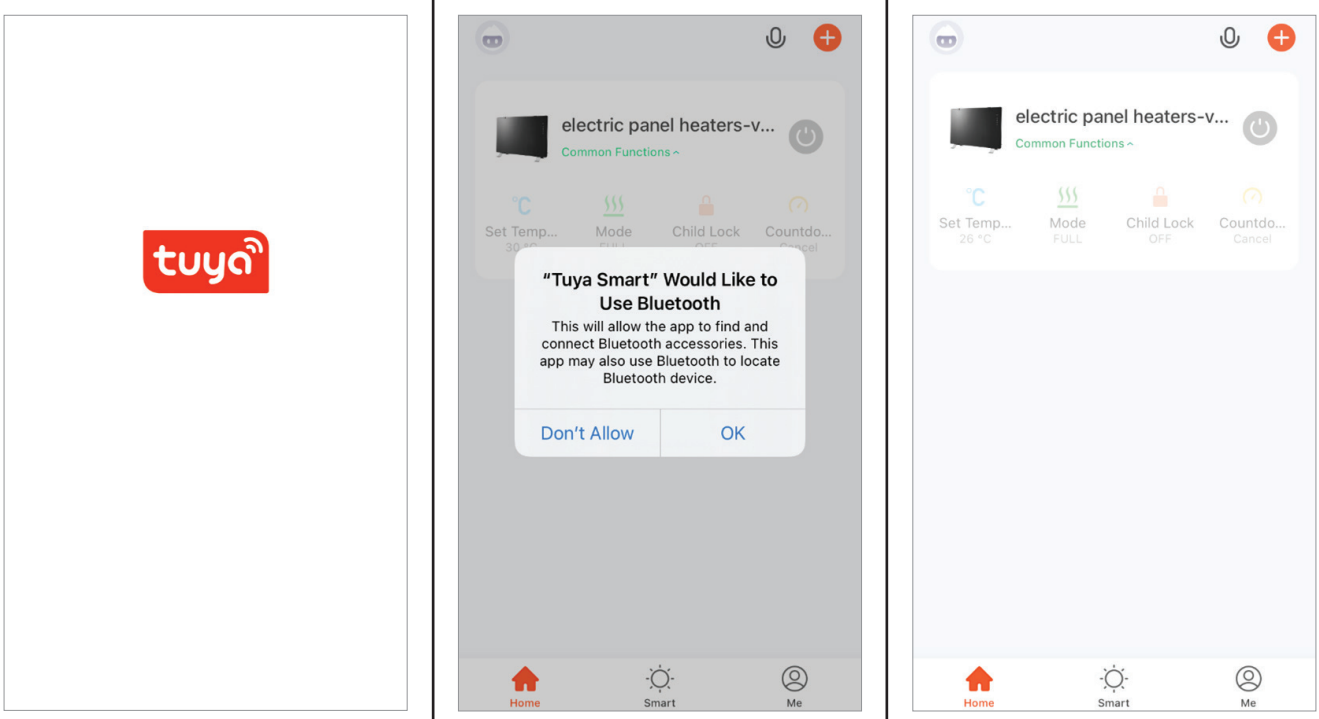 tuya
electric panel heaters-v...
Common Functions
°C
Set Temp...
30 °C
Mode
FULL
Child Lock
OFF
Countdo...
Cancel
“Tuya Smart” Would Like to
Use Bluetooth
This will allow the app to find and
connect Bluetooth accessories. This
app may also use Bluetooth to locate
Bluetooth device.
Don’t Allow
OK
Home
Smart
Me
electric panel heaters-v...
Common Functions
°C
Set Temp...
26 °C
Mode
FULL
Child Lock
OFF
Countdo...
Cancel
Home
Smart
Me